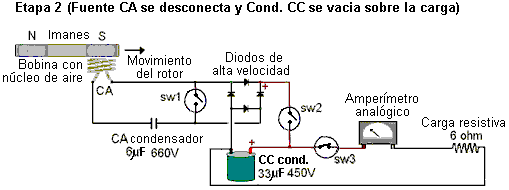 Etapa 2 (Fuente CA se desconecta y Cond. CC se vacia sobre la carga)
N Imanes S
Bobina con
núcleo de aire
Movimiento
del rotor
Diodos de
alta velocidad
CA
+
sw1
sw2
Amperímetro
analógico
Carga resistiva
6 ohm
CA condensador
6µF 660V
+
CC cond.
33µF 450V
sw3